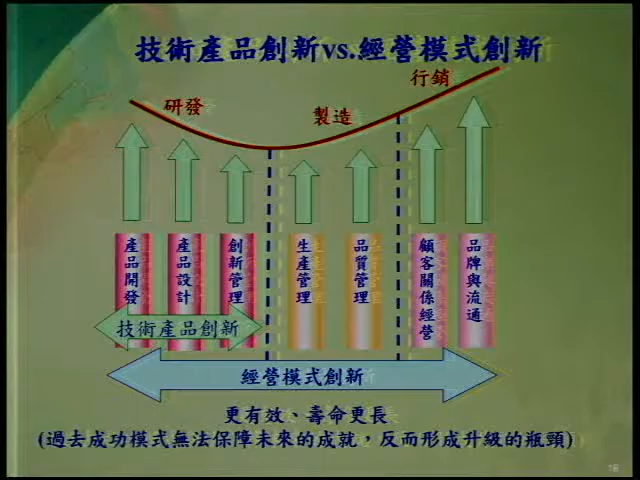 技術產品創新vs.經營模式創新
行銷
研發
製造
產品開發
產品設計
創新管理
生產管理
品質管理
顧客關係經營
品牌與流通
技術產品創新
經營模式創新
更有效、壽命更長
(過去成功模式無法保障未來的成就，反而形成升級的瓶頸)